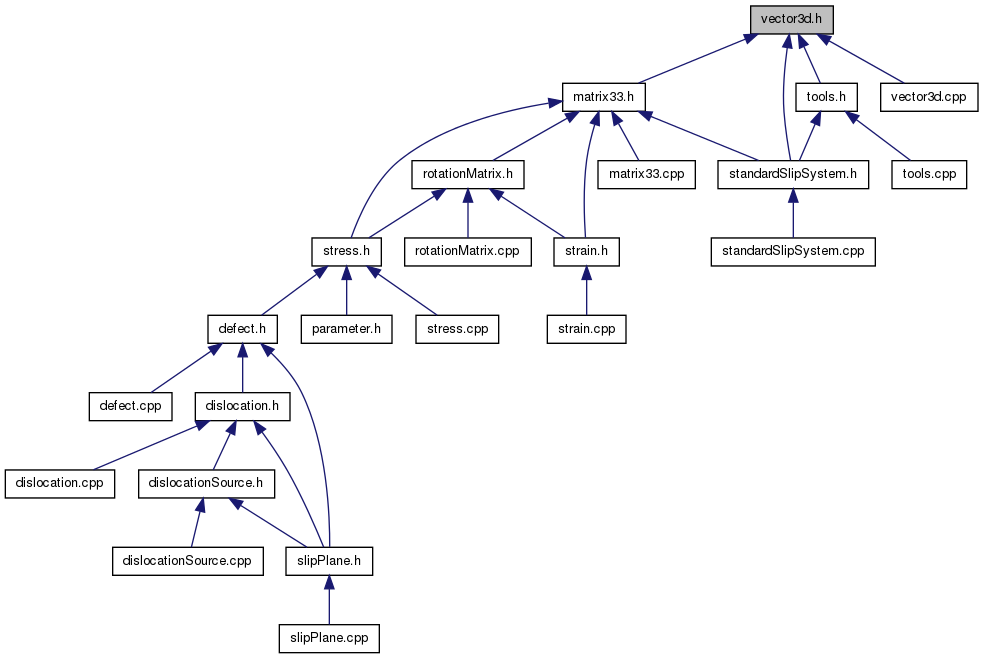 vector3d.h
matrix33.h
tools.h
vector3d.cpp
rotationMatrix.h
matrix33.cpp
standardSlipSystem.h
tools.cpp
stress.h
rotationMatrix.cpp
strain.h
standardSlipSystem.cpp
defect.h
parameter.h
stress.cpp
strain.cpp
defect.cpp
dislocation.h
dislocation.cpp
dislocationSource.h
dislocationSource.cpp
slipPlane.h
slipPlane.cpp